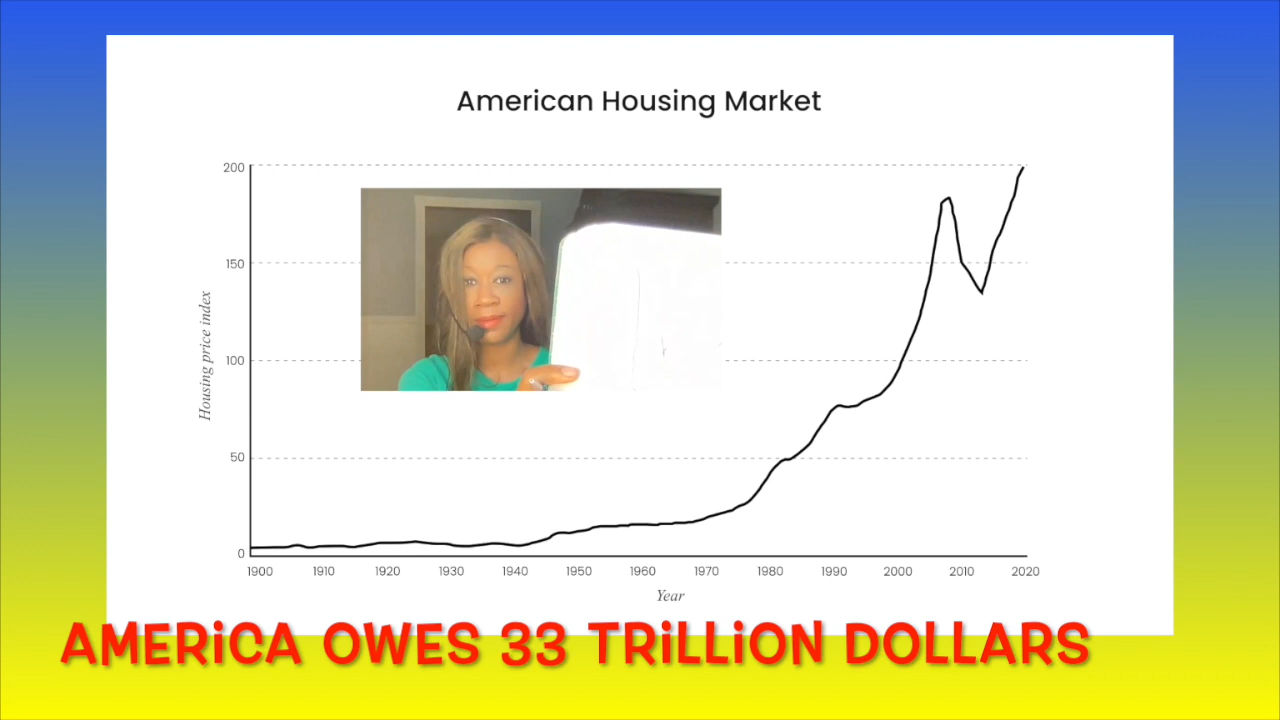 American Housing Market
200
150
100
50
0
Housing price index
1900 1910 1920 1930 1940 1950 1960 1970 1980 1990 2000 2010 2020
Year
AMERiCA OWES 33 TRiLLiON DOLLARS